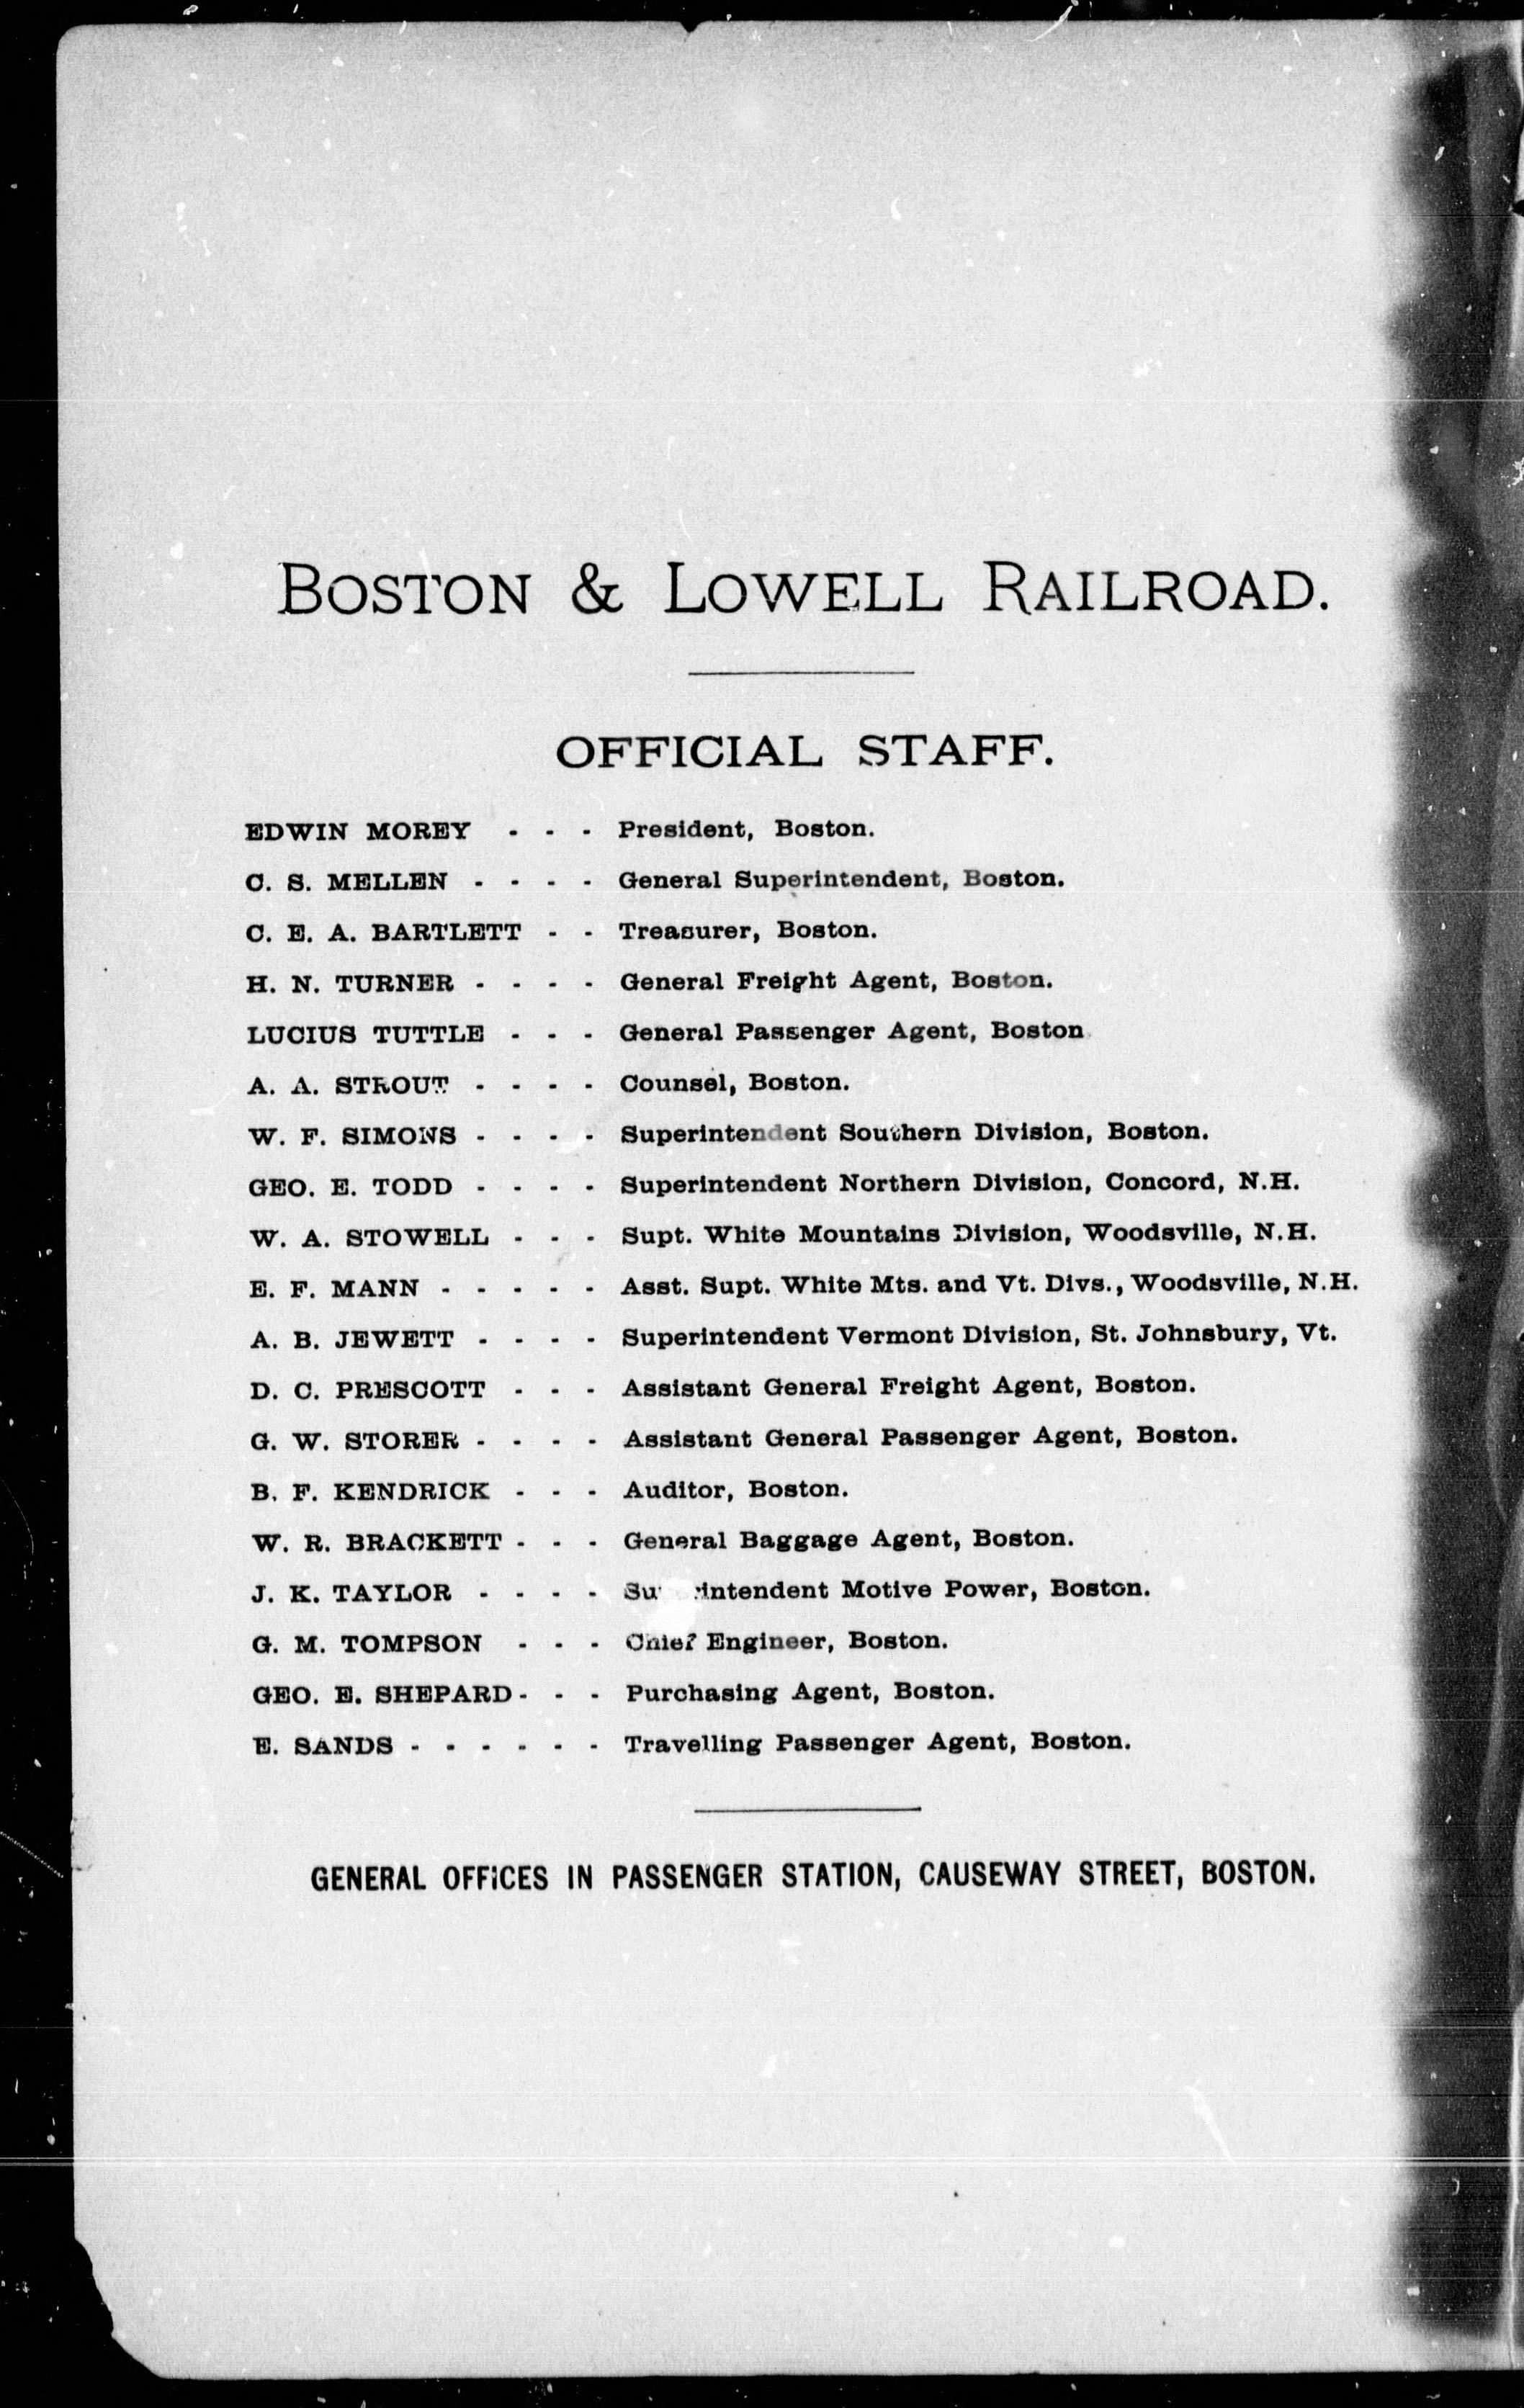 BOSTON & LOWELL RAILROAD.
OFFICIAL STAFF.
EDWIN MOREY - - - President, Boston.
C. S. MELLEN - - - - General Superintendent, Boston.
C. E. A. BARTLETT - - Treasurer, Boston.
H. N. TURNER - - - - General Freight Agent, Boston.
LUCIUS TUTTLE - - - General Passenger Agent, Boston
A. A. STROUT - - - - Counsel, Boston.
W. F. SIMONS - - - - Superintendent Southern Division, Boston.
GEO. E. TODD - - - - Superintendent Northern Division, Concord, N.H.
W. A. STOWELL - - - Supt. White Mountains Division, Woodsville, N.H.
E. F. MANN - - - - - Asst. Supt. White Mts. and Vt. Divs., Woodsville, N.H.
A. B. JEWETT - - - - Superintendent Vermont Division, St. Johnsbury, Vt.
D. C. PRESCOTT - - - Assistant General Freight Agent, Boston.
G. W. STORER - - - - Assistant General Passenger Agent, Boston.
B. F. KENDRICK - - - Auditor, Boston.
W. R. BRACKETT - - - General Baggage Agent, Boston.
J. K. TAYLOR - - - - Superintendent Motive Power, Boston.
G. M. TOMPSON - - - Chief Engineer, Boston.
GEO. E. SHEPARD - - - Purchasing Agent, Boston.
E. SANDS - - - - - - Travelling Passenger Agent, Boston.
GENERAL OFFICES IN PASSENGER STATION, CAUSEWAY STREET, BOSTON.